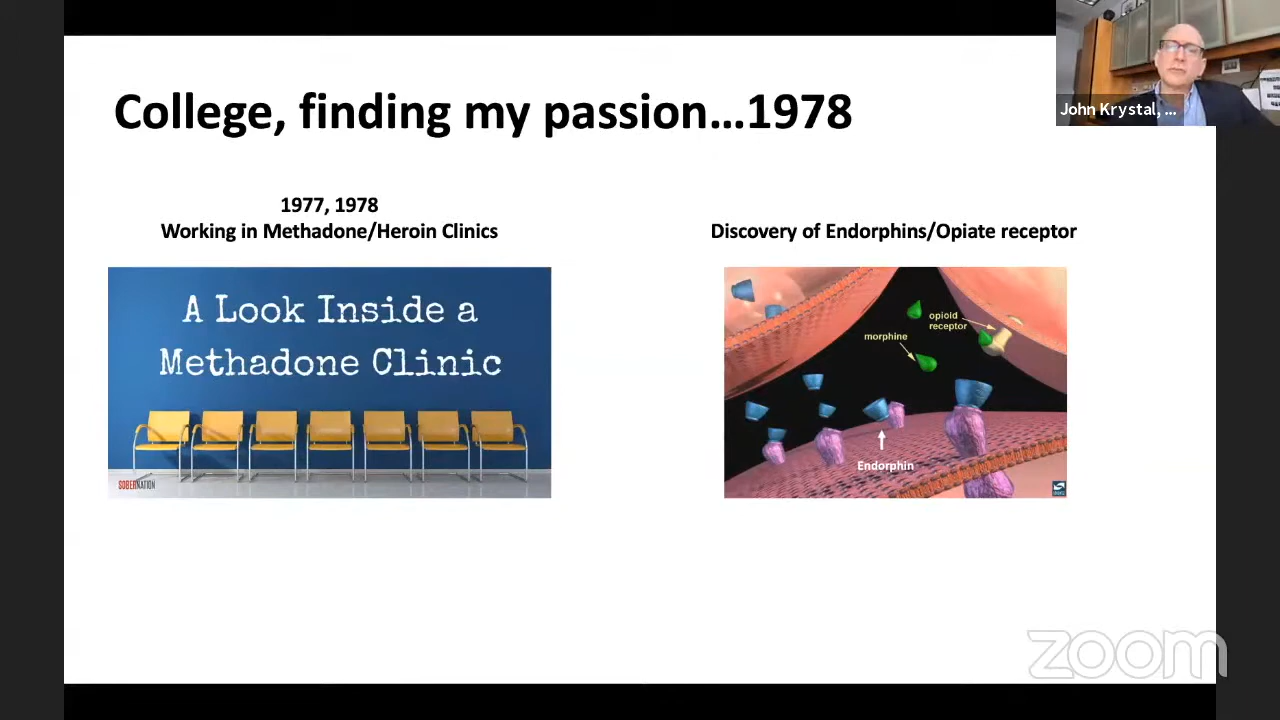 College, finding my passion...1978
John Krystal, ...
1977, 1978
Working in Methadone/Heroin Clinics
Discovery of Endorphins/Opiate receptor
A Look Inside a
Methadone Clinic
SOBERNATION
opioid
receptor
morphine
Endorphin
zoom